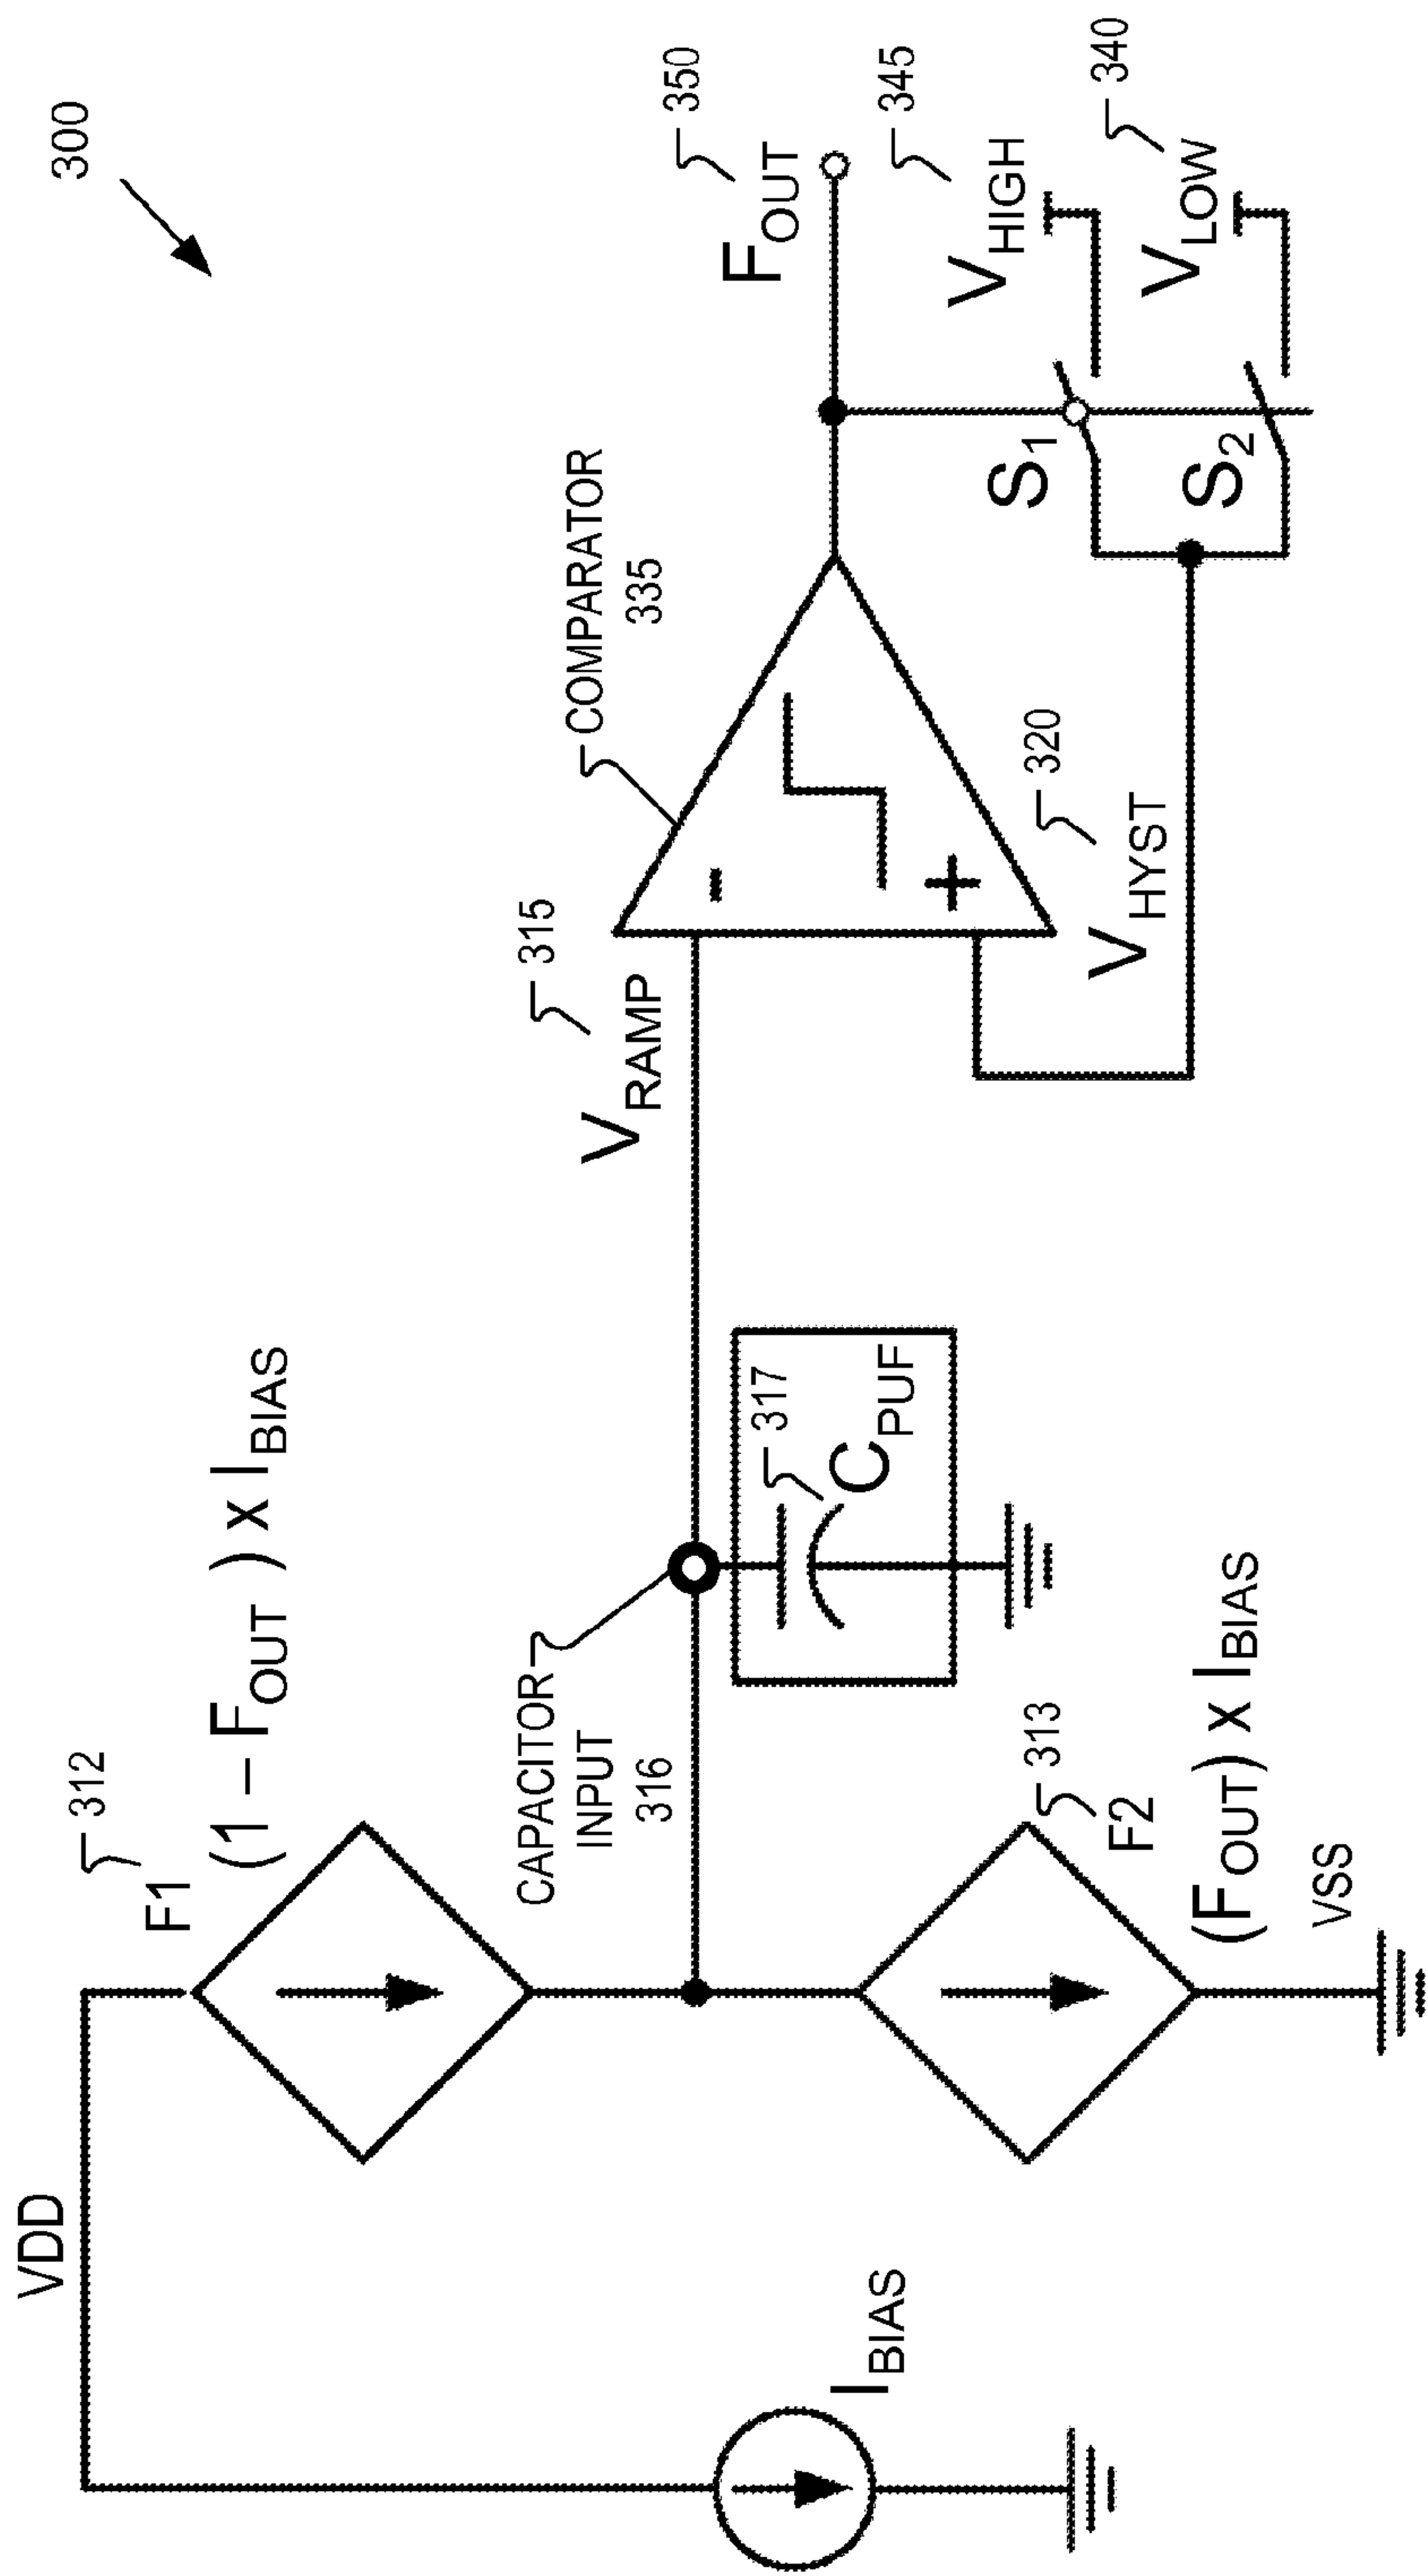 300
VDD
F1
312
(1 – FOUT ) x IBIAS
CAPACITOR
INPUT
316
VRAMP
315
COMPARATOR
335
FOUT
350
-
+
317
CPUF
VHYST
320
S1
VHIGH
345
S2
VLOW
340
IBIAS
F2
313
(FOUT) x IBIAS
VSS